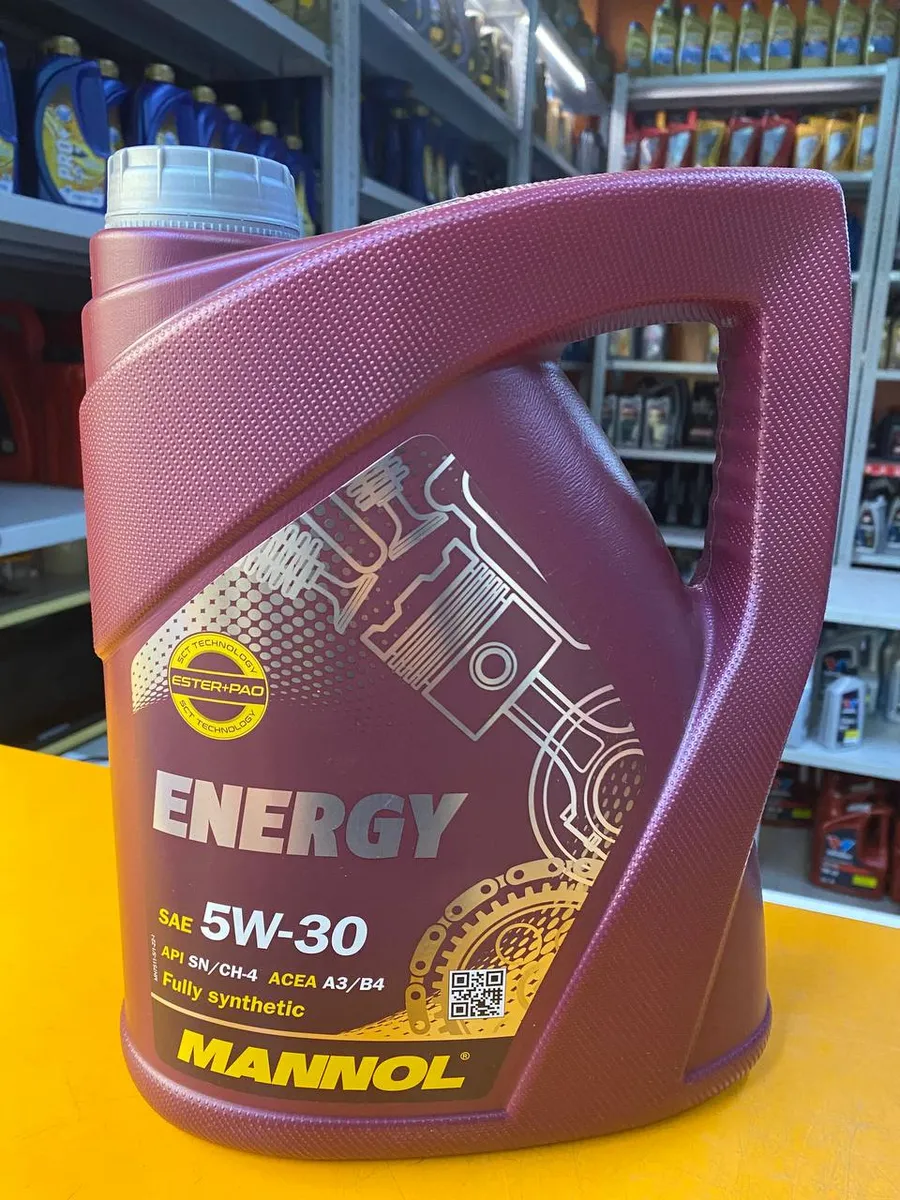 SCT TECHNOLOGY
ESTER+PAO
SCT TECHNOLOGY
ENERGY
SAE 5W-30
API SN/CH-4 ACEA A3/B4
Fully synthetic
MANNOL®